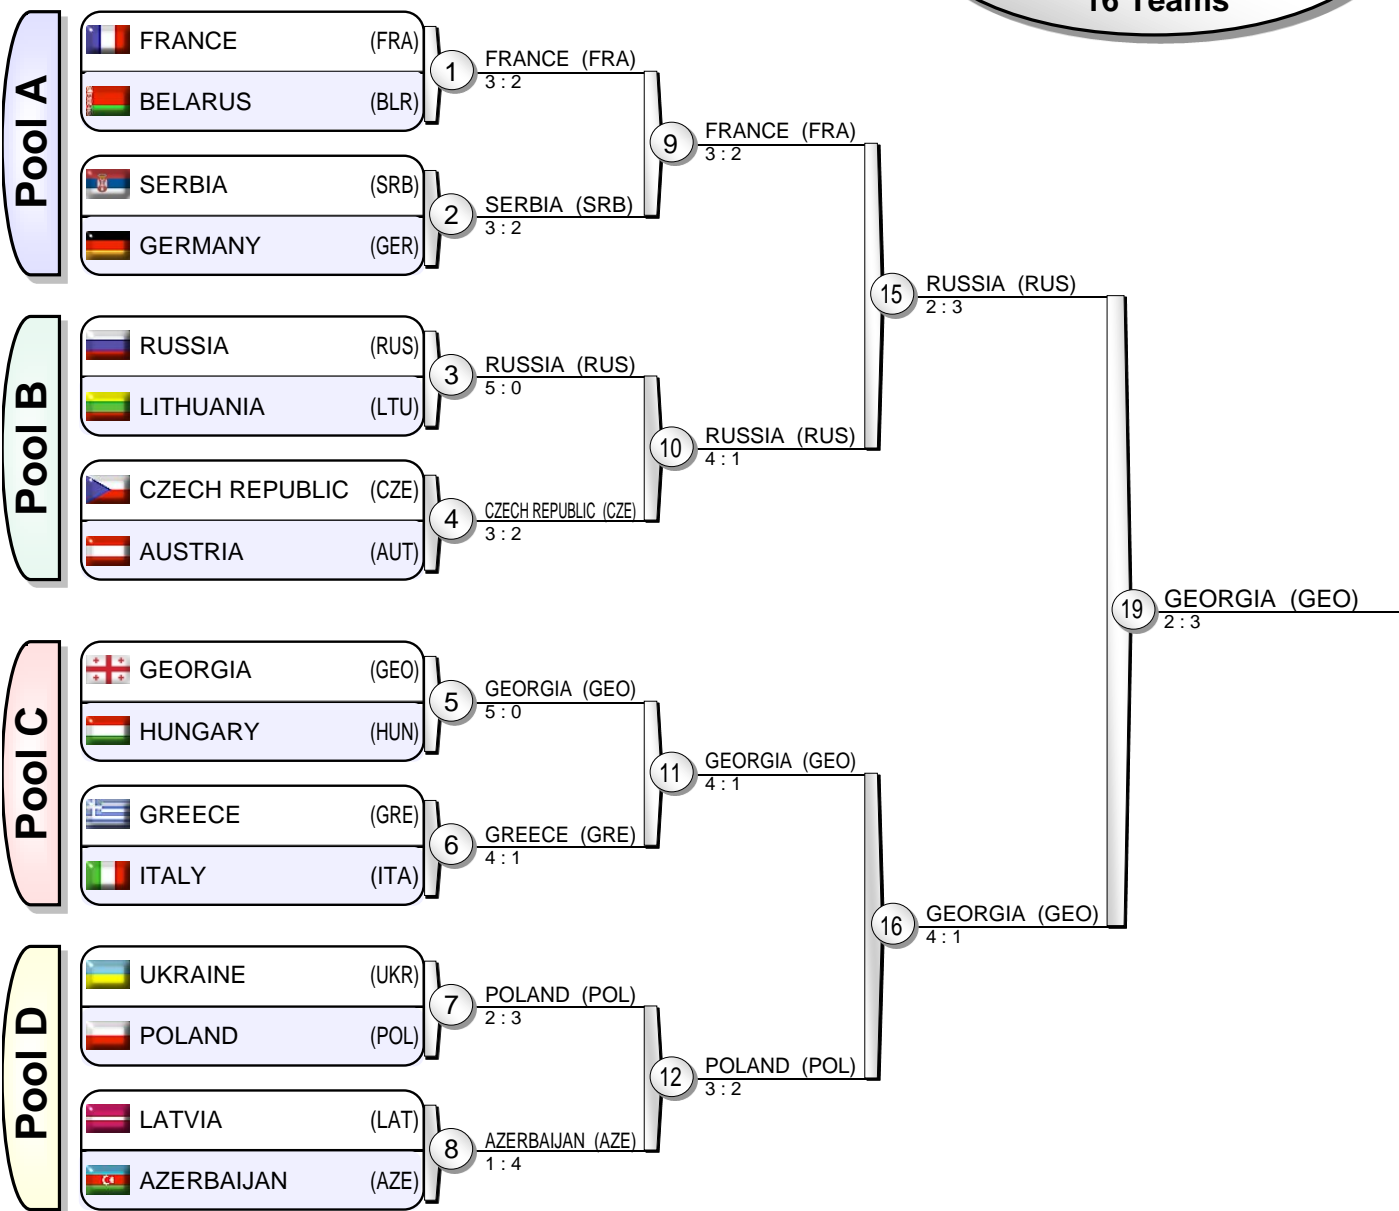 16 Teams
Pool A
FRANCE (FRA)
BELARUS (BLR)
SERBIA (SRB)
GERMANY (GER)
Pool B
RUSSIA (RUS)
LITHUANIA (LTU)
CZECH REPUBLIC (CZE)
AUSTRIA (AUT)
Pool C
GEORGIA (GEO)
HUNGARY (HUN)
GREECE (GRE)
ITALY (ITA)
Pool D
UKRAINE (UKR)
POLAND (POL)
LATVIA (LAT)
AZERBAIJAN (AZE)
1
FRANCE (FRA)
3 : 2
2
SERBIA (SRB)
3 : 2
3
RUSSIA (RUS)
5 : 0
4
CZECH REPUBLIC (CZE)
3 : 2
5
GEORGIA (GEO)
5 : 0
6
GREECE (GRE)
4 : 1
7
POLAND (POL)
2 : 3
8
AZERBAIJAN (AZE)
1 : 4
9
FRANCE (FRA)
3 : 2
10
RUSSIA (RUS)
4 : 1
11
GEORGIA (GEO)
4 : 1
12
POLAND (POL)
3 : 2
15
RUSSIA (RUS)
2 : 3
16
GEORGIA (GEO)
4 : 1
19
GEORGIA (GEO)
2 : 3